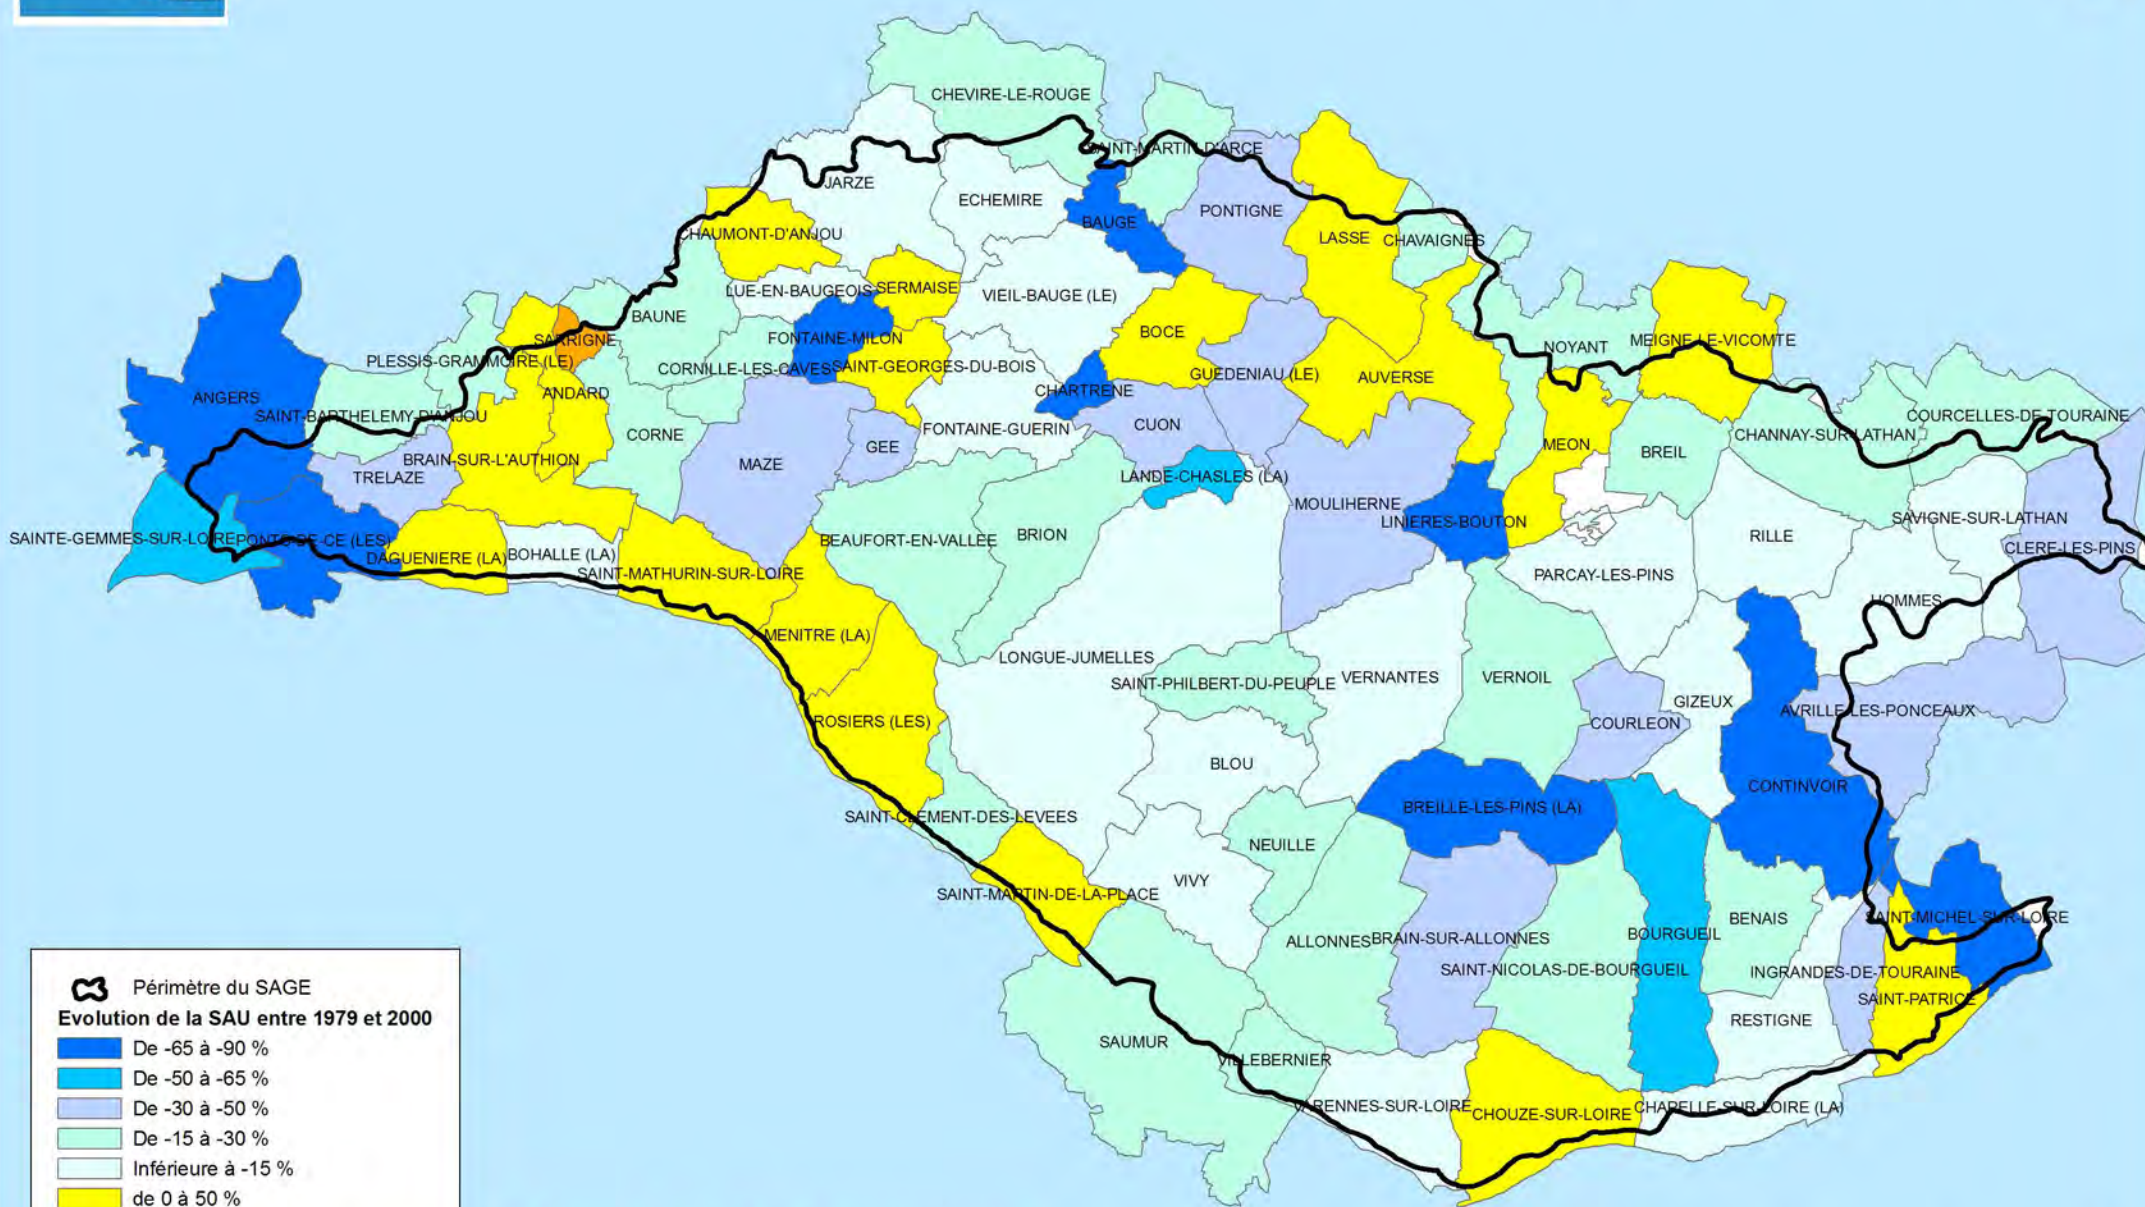 CHEVIRE-LE-ROUGE
SAINT-MARTIN-D'ARCE
JARZE
ECHEMIRE
BAUGE
PONTIGNE
CHAUMONT-D'ANJOU
LASSE
CHAVAIGNES
LUE-EN-BAUGEOIS
SERMAISE
VIEIL-BAUGE (LE)
BAUNE
BOCE
SARRIGNE
FONTAINE-MILON
NOYANT
MEIGNE-LE-VICOMTE
PLESSIS-GRAMMOIRE (LE)
CORNILLE-LES-CAVES
SAINT-GEORGES-DU-BOIS
GUEDENIAU (LE)
AUVERSE
CHARTRENE
ANDARD
ANGERS
SAINT-BARTHELEMY-D'ANJOU
COURCELLES-DE-TOURAINE
CORNE
FONTAINE-GUERIN
CUON
CHANNAY-SUR-LATHAN
MEON
GEE
BREIL
BRAIN-SUR-L'AUTHION
MAZE
TRELAZE
LANDE-CHASLES (LA)
MOULIHERNE
LINIERES-BOUTON
SAVIGNE-SUR-LATHAN
BRION
RILLE
SAINTE-GEMMES-SUR-LOIRE
PONTS-DE-CE (LES)
BEAUFORT-EN-VALLEE
CLERE-LES-PINS
DAGUENIERE (LA)
BOHALLE (LA)
SAINT-MATHURIN-SUR-LOIRE
PARCAY-LES-PINS
HOMMES
MENITRE (LA)
LONGUE-JUMELLES
SAINT-PHILBERT-DU-PEUPLE
VERNANTES
VERNOIL
GIZEUX
AVRILLE-LES-PONCEAUX
ROSIERS (LES)
COURLEON
BLOU
CONTINVOIR
BREILLE-LES-PINS (LA)
SAINT-CLEMENT-DES-LEVEES
NEUILLE
VIVY
SAINT-MARTIN-DE-LA-PLACE
BENAIS
SAINT-MICHEL-SUR-LOIRE
BOURGUEIL
ALLONNES
BRAIN-SUR-ALLONNES
SAINT-NICOLAS-DE-BOURGUEIL
INGRANDES-DE-TOURAINE
SAINT-PATRICE
RESTIGNE
SAUMUR
VILLEBERNIER
VARENNES-SUR-LOIRE
CHOUZE-SUR-LOIRE
CHAPELLE-SUR-LOIRE (LA)
Périmètre du SAGE
Evolution de la SAU entre 1979 et 2000
De -65 à -90 %
De -50 à -65 %
De -30 à -50 %
De -15 à -30 %
Inférieure à -15 %
de 0 à 50 %